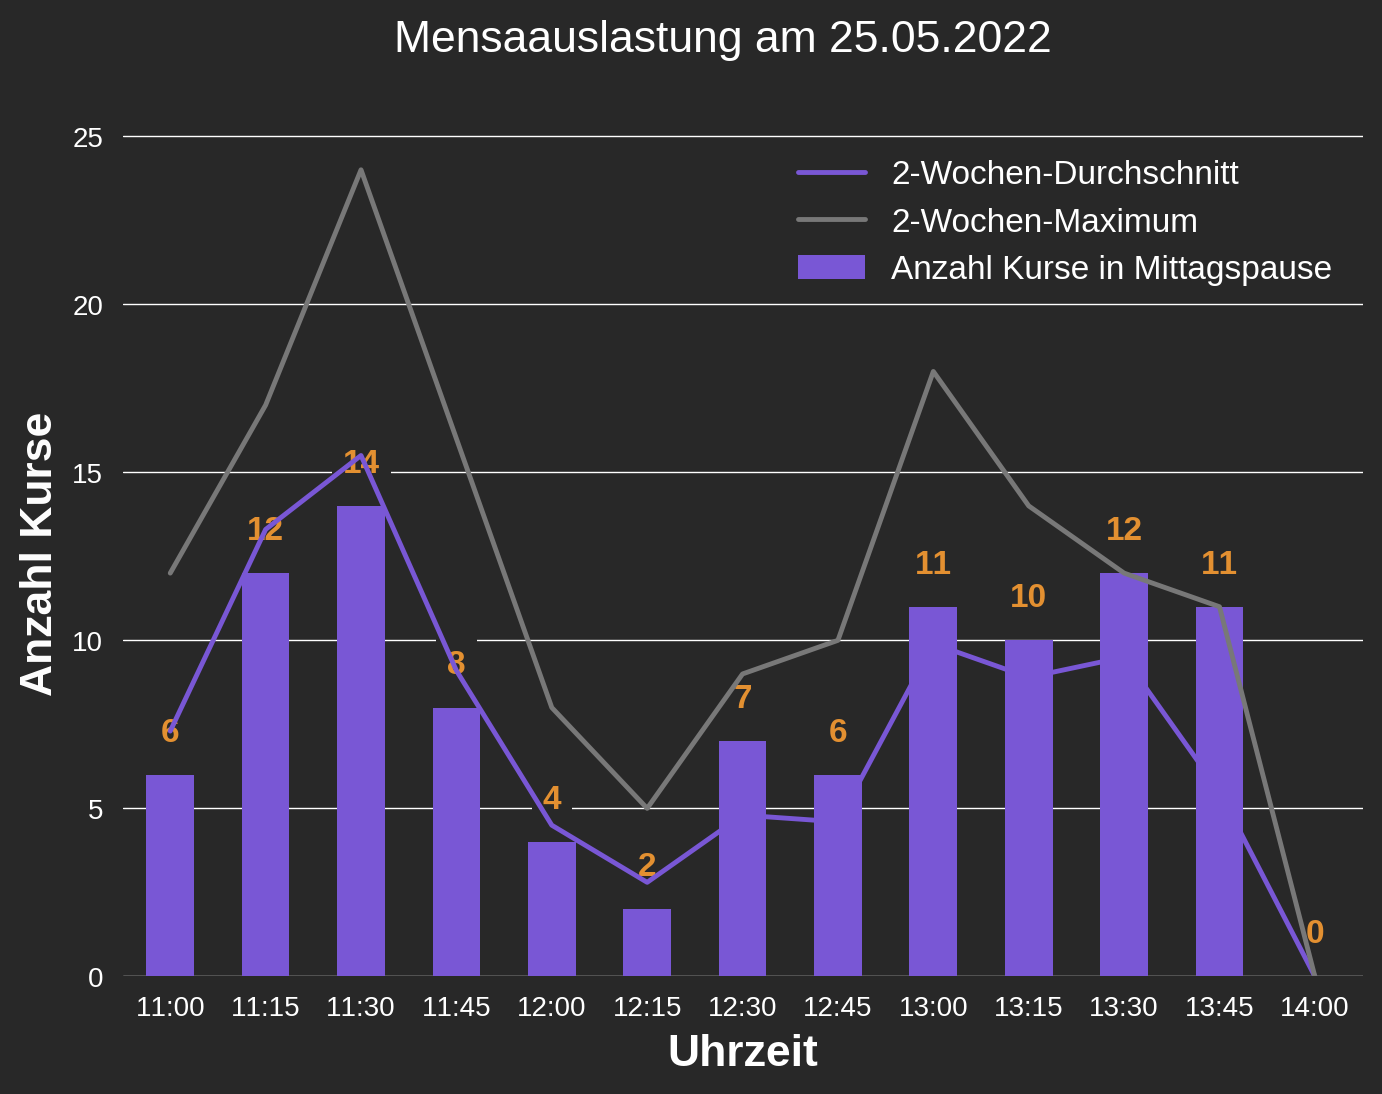 Mensaauslastung am 25.05.2022
25
20
15
10
5
0
Anzahl Kurse
2-Wochen-Durchschnitt
2-Wochen-Maximum
Anzahl Kurse in Mittagspause
6
12
14
8
4
2
7
6
11
10
12
11
0
11:00 11:15 11:30 11:45 12:00 12:15 12:30 12:45 13:00 13:15 13:30 13:45 14:00
Uhrzeit